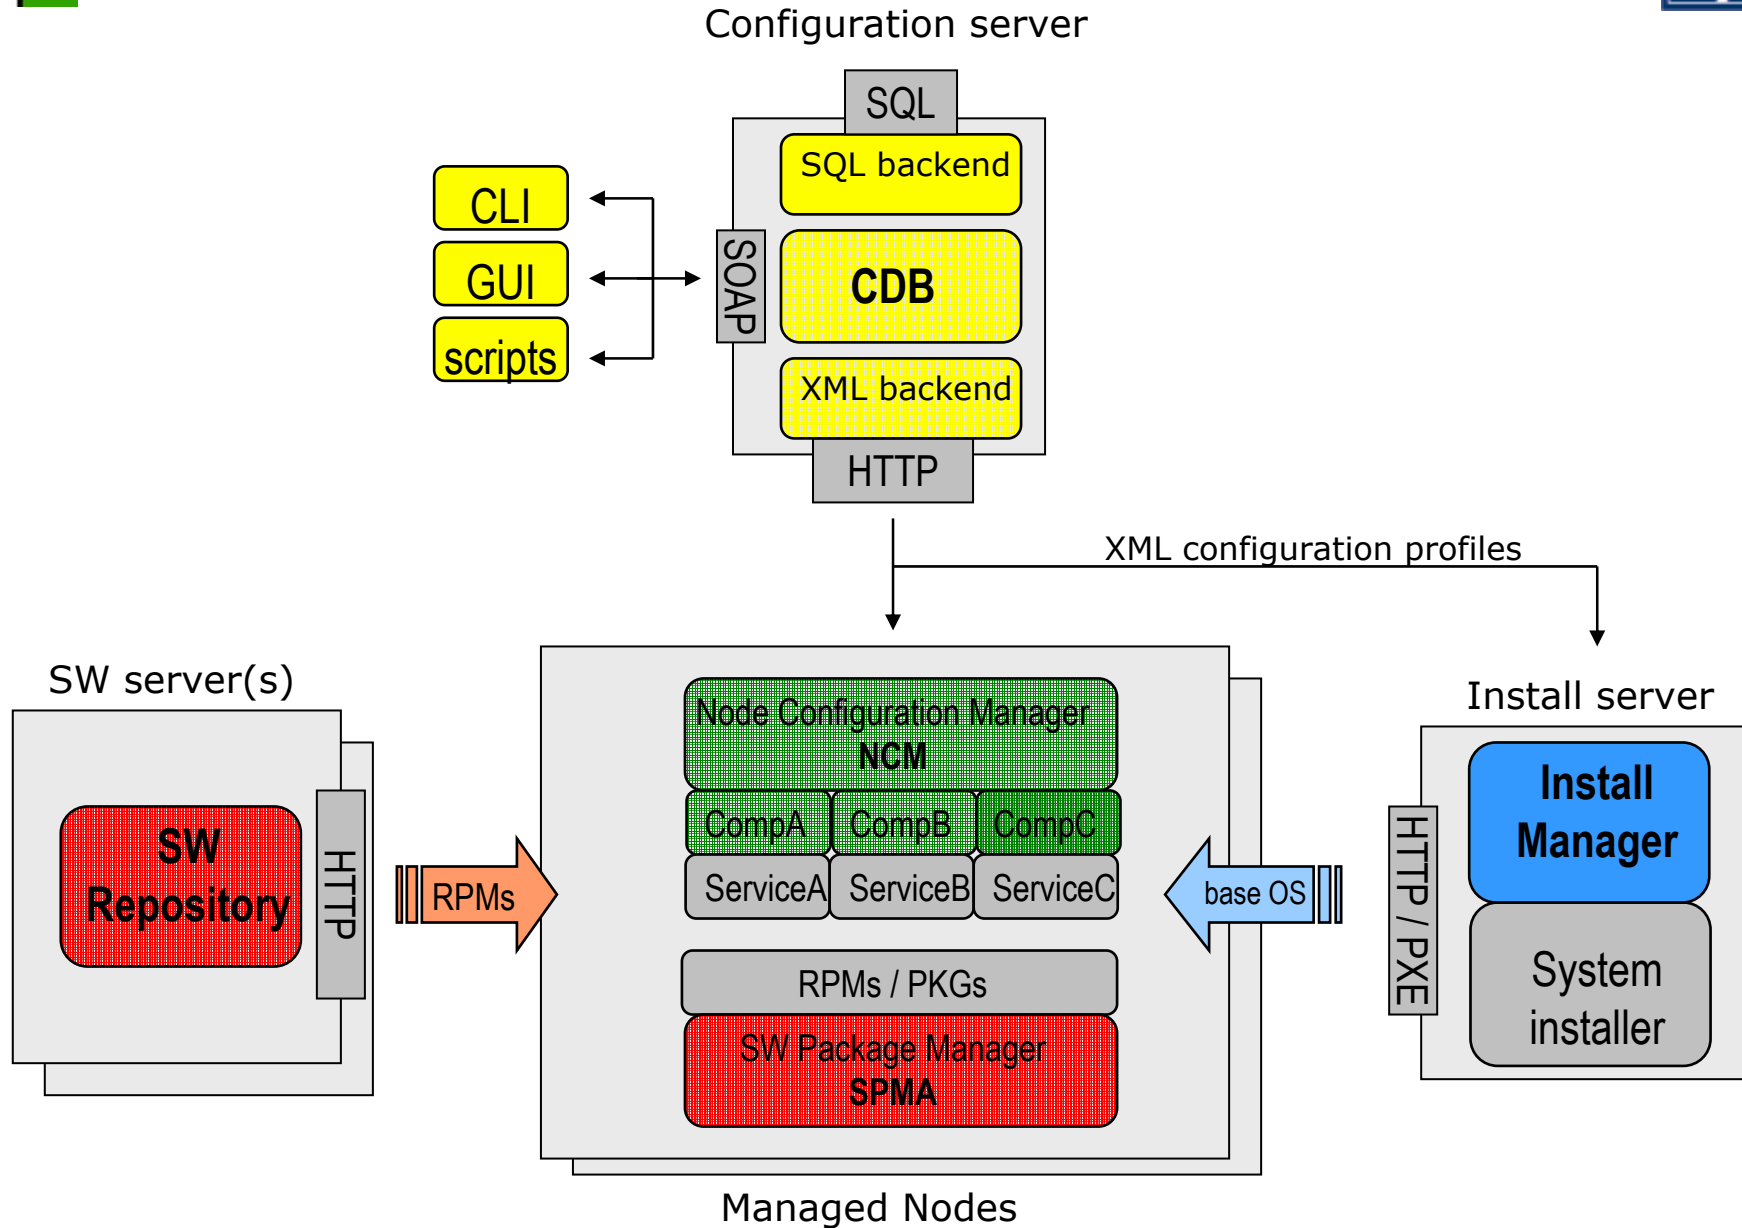 Configuration server
SQL
SQL backend
CLI
GUI
scripts
SOAP
CDB
XML backend
HTTP
XML configuration profiles
SW server(s)
SW
Repository
HTTP
RPMs
Node Configuration Manager
NCM
CompA
CompB
CompC
ServiceA
ServiceB
ServiceC
RPMs / PKGs
SW Package Manager
SPMA
Managed Nodes
base OS
Install server
HTTP / PXE
Install
Manager
System
installer